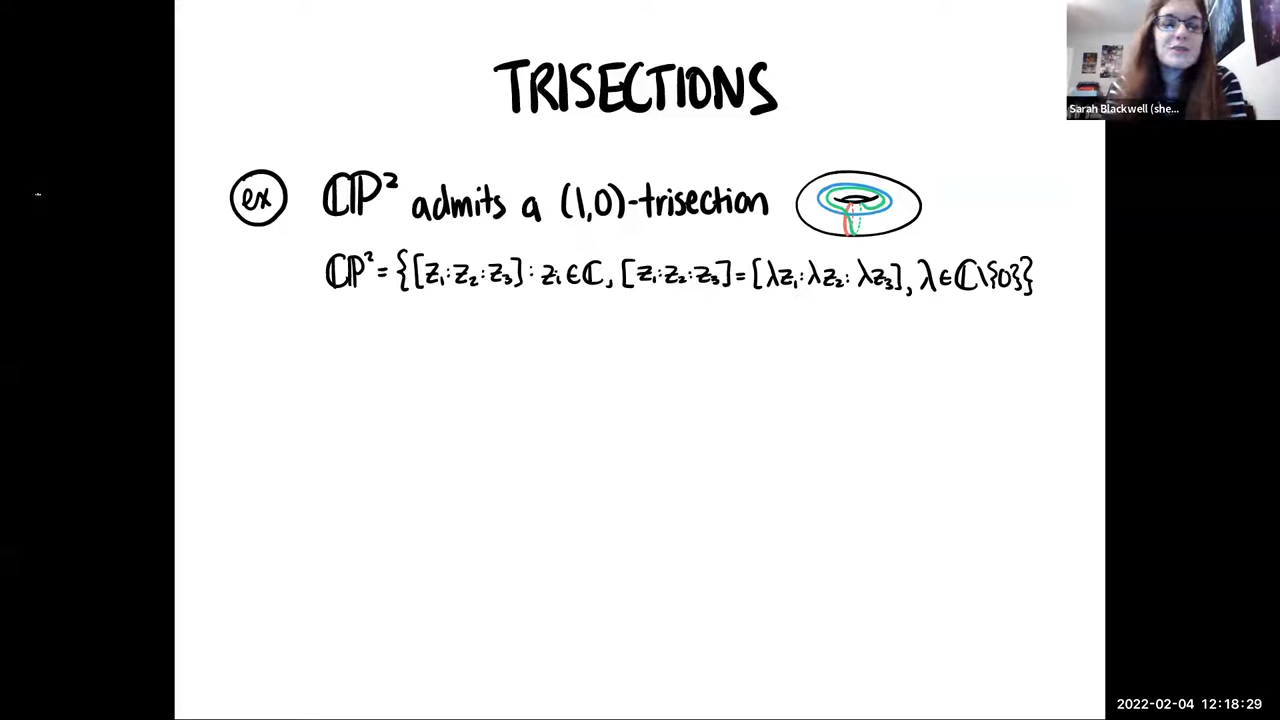 TRISECTIONS
Sarah Blackwell (she...
ex ℂℙ² admits a (1,0)-trisection
ℂℙ² = {[z₁:z₂:z₃] : zᵢ ∈ ℂ, [z₁:z₂:z₃] = [λz₁:λz₂:λz₃], λ ∈ ℂ\{0}}
2022-02-04 12:18:29